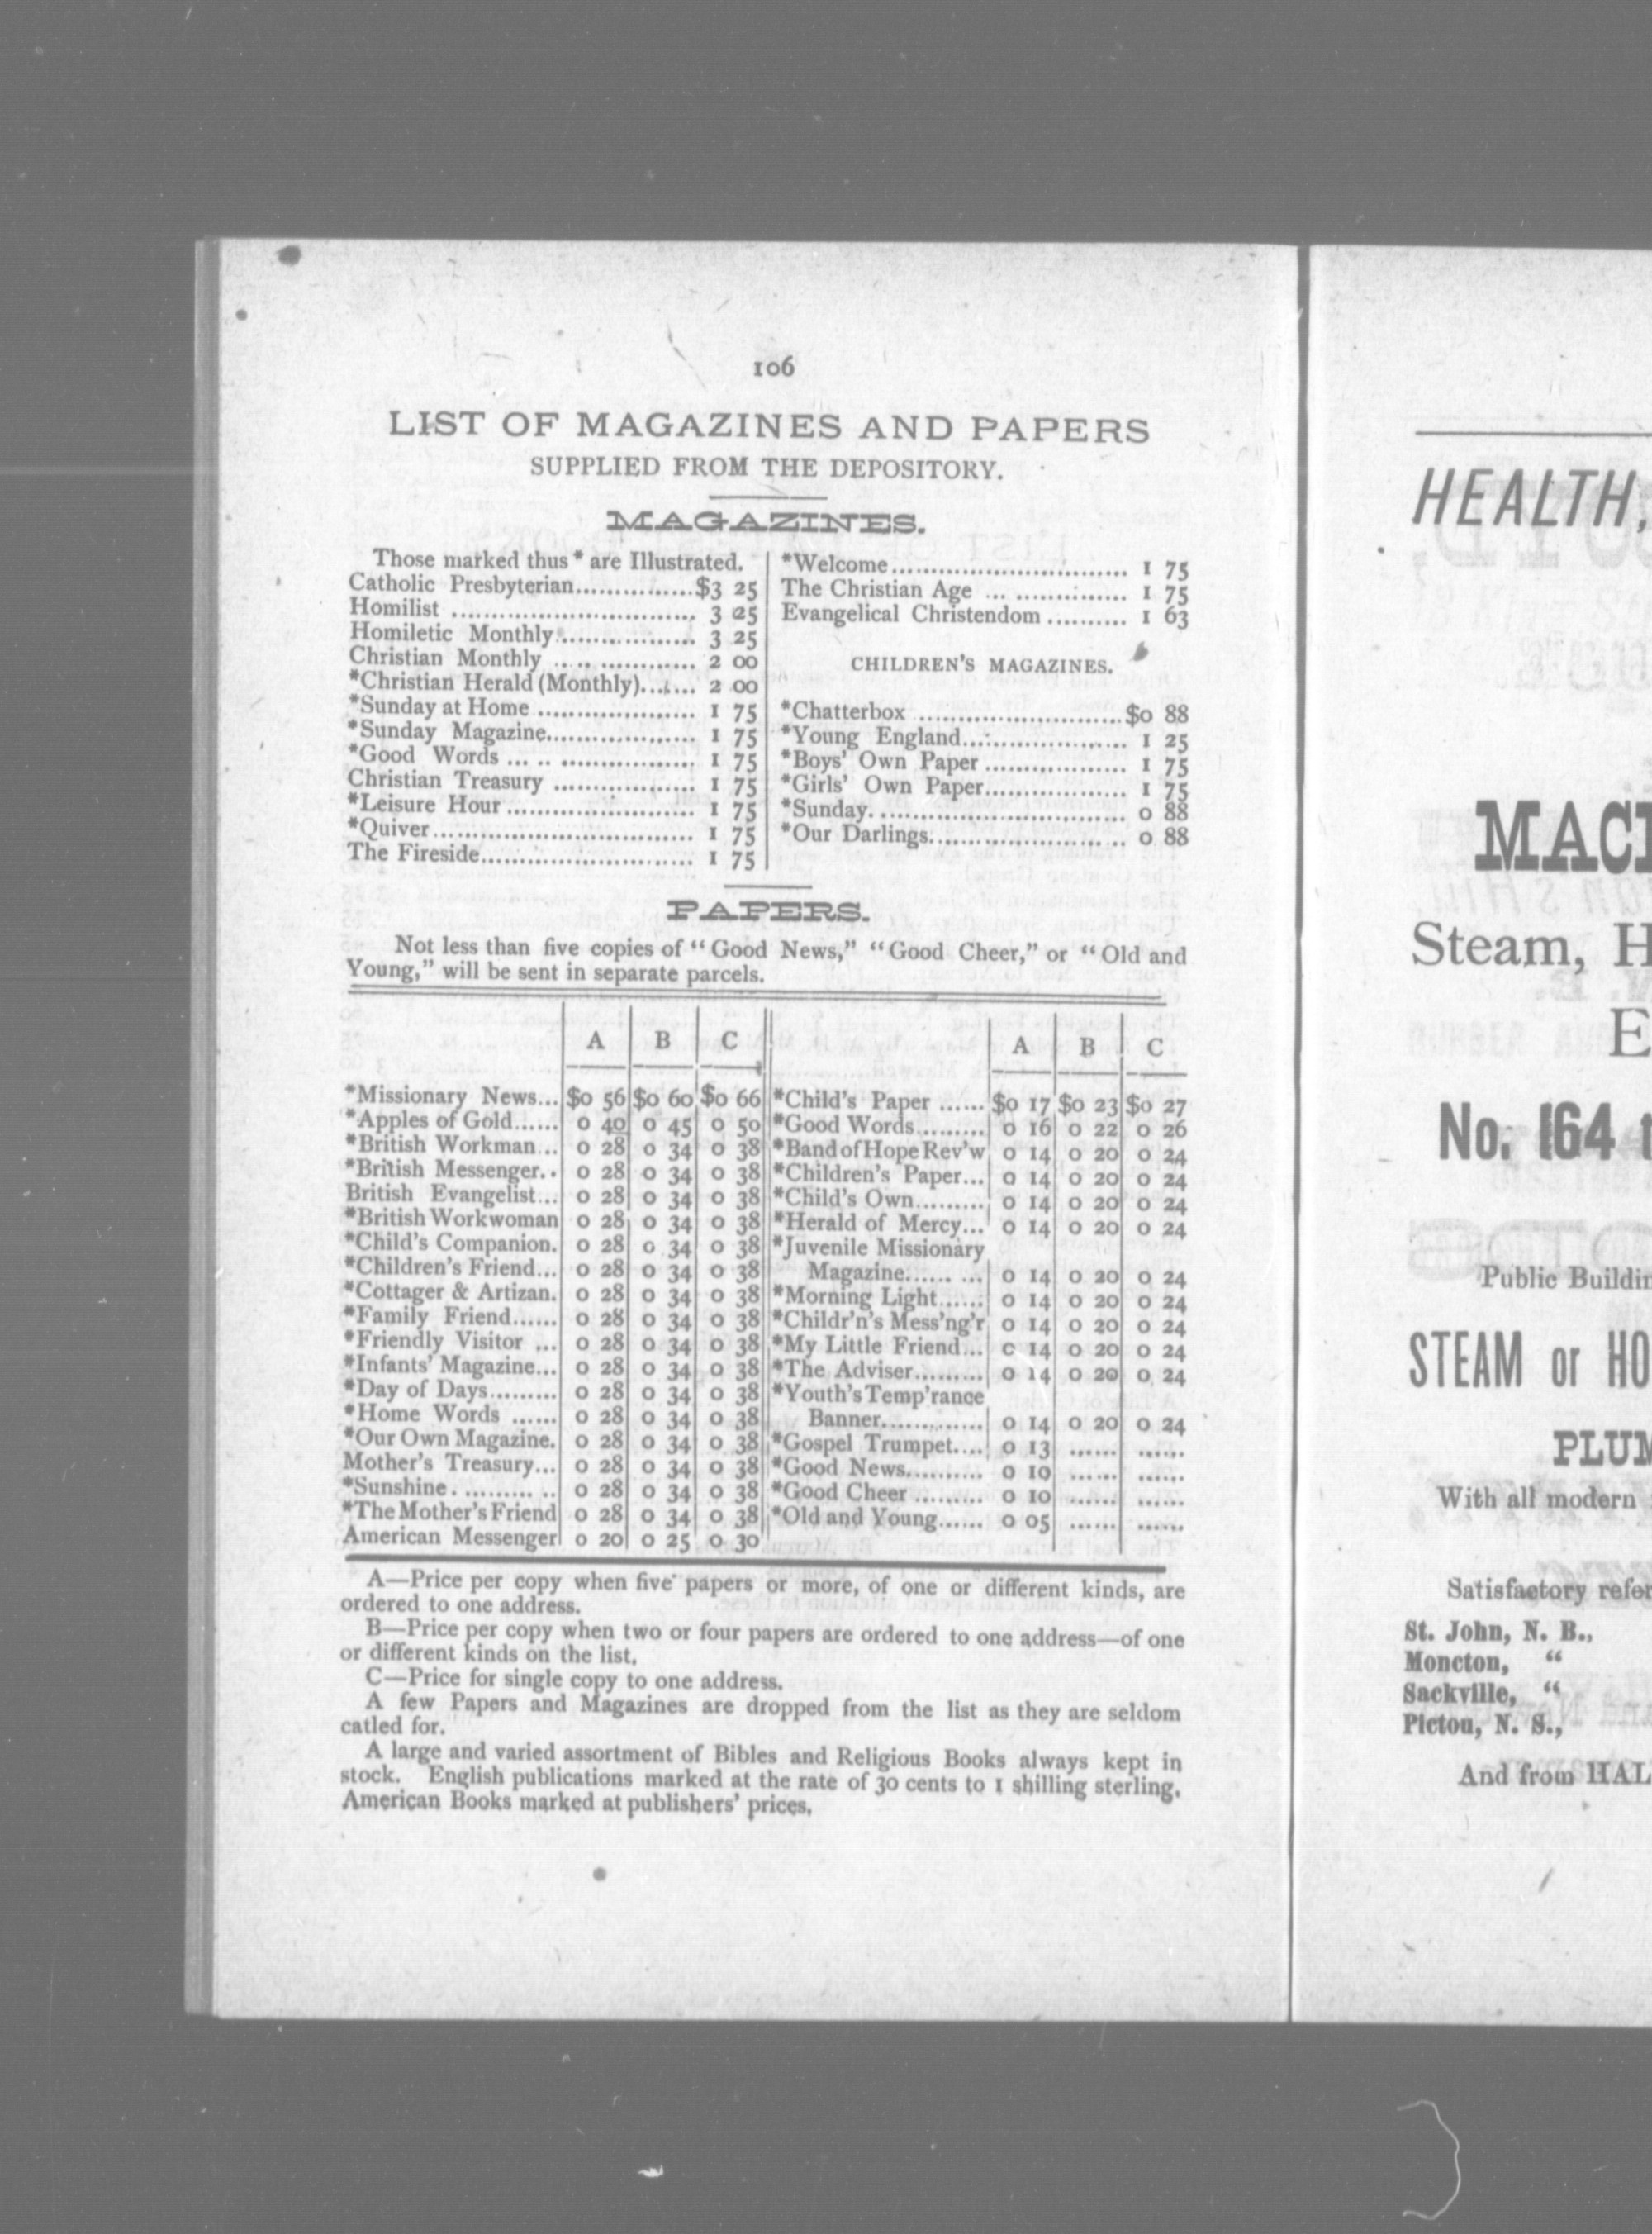 106
LIST OF MAGAZINES AND PAPERS
SUPPLIED FROM THE DEPOSITORY.
MAGAZINES.
Those marked thus * are Illustrated.
Catholic Presbyterian...............$3 25
Homilist ................................ 3 25
Homiletic Monthly.................. 3 25
Christian Monthly .... .. ............. 2 00
*Christian Herald (Monthly)....... 2 00
*Sunday at Home .................... 1 75
*Sunday Magazine................... 1 75
*Good Words ... .. ................. 1 75
Christian Treasury .................. 1 75
*Leisure Hour ........................ 1 75
*Quiver................................. 1 75
The Fireside........................... 1 75
*Welcome.............................. 1 75
The Christian Age ... .............. 1 75
Evangelical Christendom .......... 1 63
CHILDREN'S MAGAZINES.
*Chatterbox ..........................$0 88
*Young England..................... 1 25
*Boys' Own Paper .................. 1 75
*Girls' Own Paper.................. 1 75
*Sunday. ............................... 0 88
*Our Darlings......................... 0 88
PAPERS.
Not less than five copies of "Good News," "Good Cheer," or "Old and
Young," will be sent in separate parcels.
A B C
*Missionary News... $0 56 $0 60 $0 66
*Apples of Gold...... 0 40 0 45 0 50
*British Workman... 0 28 0 34 0 38
*British Messenger.. 0 28 0 34 0 38
British Evangelist... 0 28 0 34 0 38
*British Workwoman 0 28 0 34 0 38
*Child's Companion. 0 28 0 34 0 38
*Children's Friend... 0 28 0 34 0 38
*Cottager & Artizan. 0 28 0 34 0 38
*Family Friend...... 0 28 0 34 0 38
*Friendly Visitor ... 0 28 0 34 0 38
*Infants' Magazine... 0 28 0 34 0 38
*Day of Days......... 0 28 0 34 0 38
*Home Words ...... 0 28 0 34 0 38
*Our Own Magazine. 0 28 0 34 0 38
Mother's Treasury... 0 28 0 34 0 38
*Sunshine. ......... .. 0 28 0 34 0 38
*The Mother's Friend 0 28 0 34 0 38
American Messenger 0 20 0 25 0 30
A B C
*Child's Paper ...... $0 17 $0 23 $0 27
*Good Words......... 0 16 0 22 0 26
*Band of Hope Rev'w 0 14 0 20 0 24
*Children's Paper... 0 14 0 20 0 24
*Child's Own......... 0 14 0 20 0 24
*Herald of Mercy... 0 14 0 20 0 24
*Juvenile Missionary
Magazine...... ... 0 14 0 20 0 24
*Morning Light...... 0 14 0 20 0 24
*Childr'n's Mess'ng'r 0 14 0 20 0 24
*My Little Friend... c 14 0 20 0 24
*The Adviser......... 0 14 0 20 0 24
*Youth's Temp'rance
Banner............. 0 14 0 20 0 24
*Gospel Trumpet.... 0 13 ...... ......
*Good News.......... 0 10 ...... ......
*Good Cheer ......... 0 10 ...... ......
*Old and Young...... 0 05 ...... ......
A—Price per copy when five papers or more, of one or different kinds, are
ordered to one address.
B—Price per copy when two or four papers are ordered to one address—of one
or different kinds on the list.
C—Price for single copy to one address.
A few Papers and Magazines are dropped from the list as they are seldom
catled for.
A large and varied assortment of Bibles and Religious Books always kept in
stock. English publications marked at the rate of 30 cents to 1 shilling sterling.
American Books marked at publishers' prices.
HEALTH,
MAC
Steam, H
E
No. 164
Public Buildin
STEAM or HO
PLUM
With all modern
Satisfactory refer
St. John, N. B.,
Moncton, "
Sackville, "
Pictou, N. S.,
And from HAL